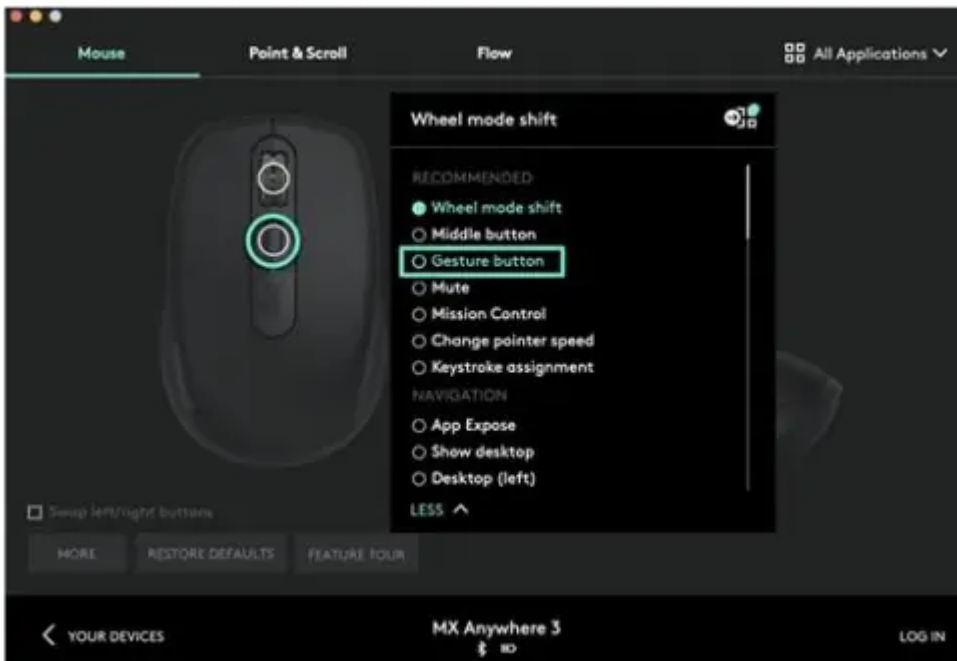 Mouse
Point & Scroll
Flow
All Applications
Wheel mode shift
RECOMMENDED
Wheel mode shift
Middle button
Gesture button
Mute
Mission Control
Change pointer speed
Keystroke assignment
NAVIGATION
App Expose
Show desktop
Desktop (left)
LESS
Swap left/right buttons
MORE
RESTORE DEFAULTS
FEATURE TOUR
YOUR DEVICES
MX Anywhere 3
LOG IN